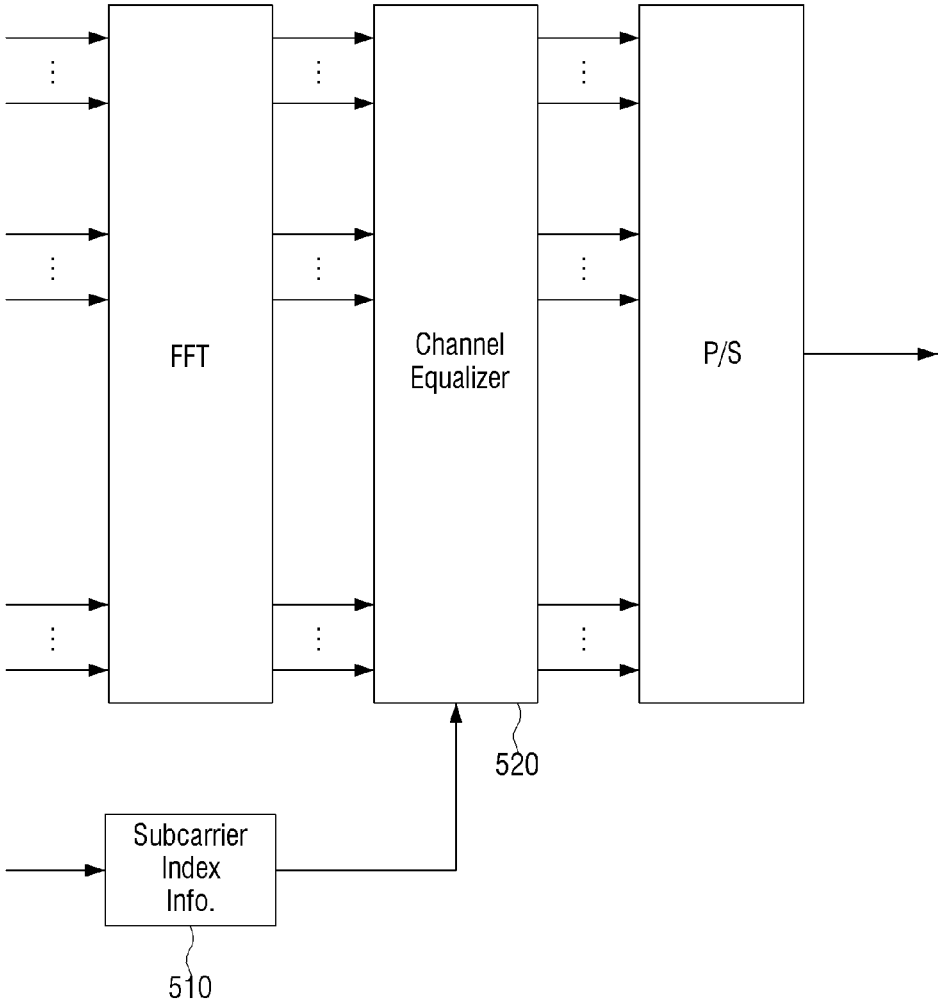 FFT
Channel
Equalizer
P/S
520
Subcarrier
Index
Info.
510